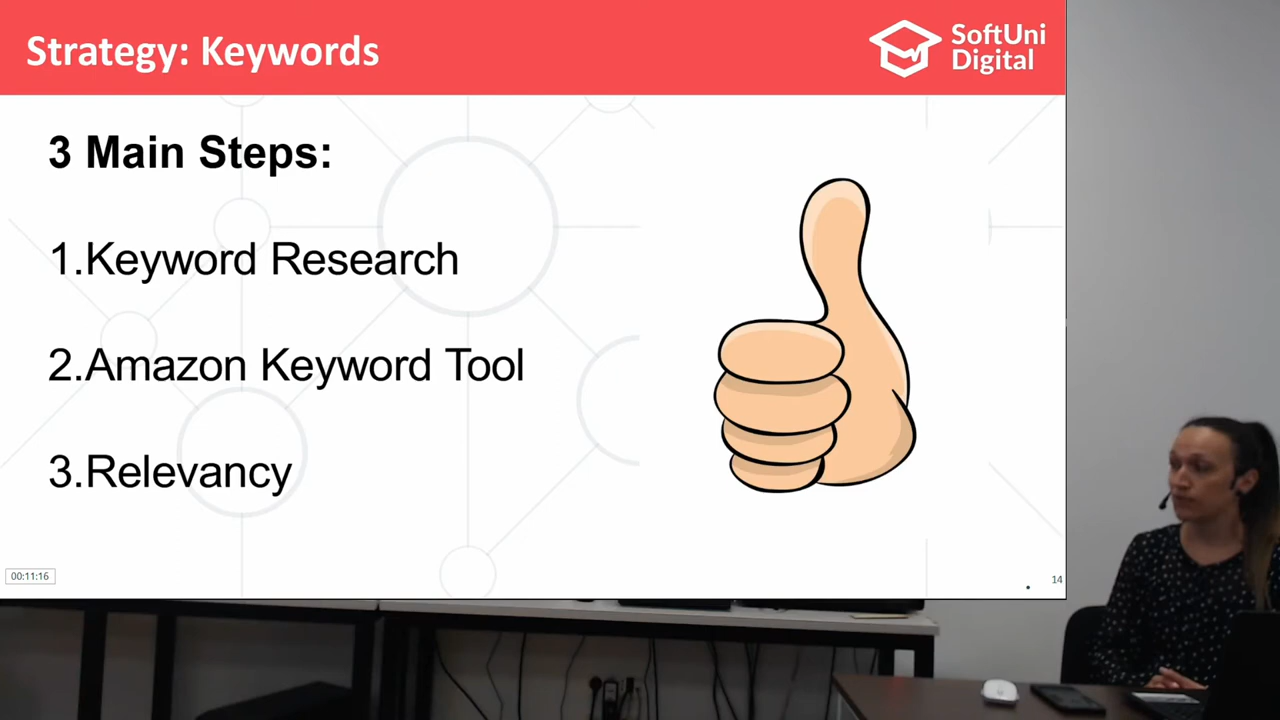 Strategy: Keywords
SoftUni
Digital
3 Main Steps:
1.Keyword Research
2.Amazon Keyword Tool
3.Relevancy
00:11:16
14